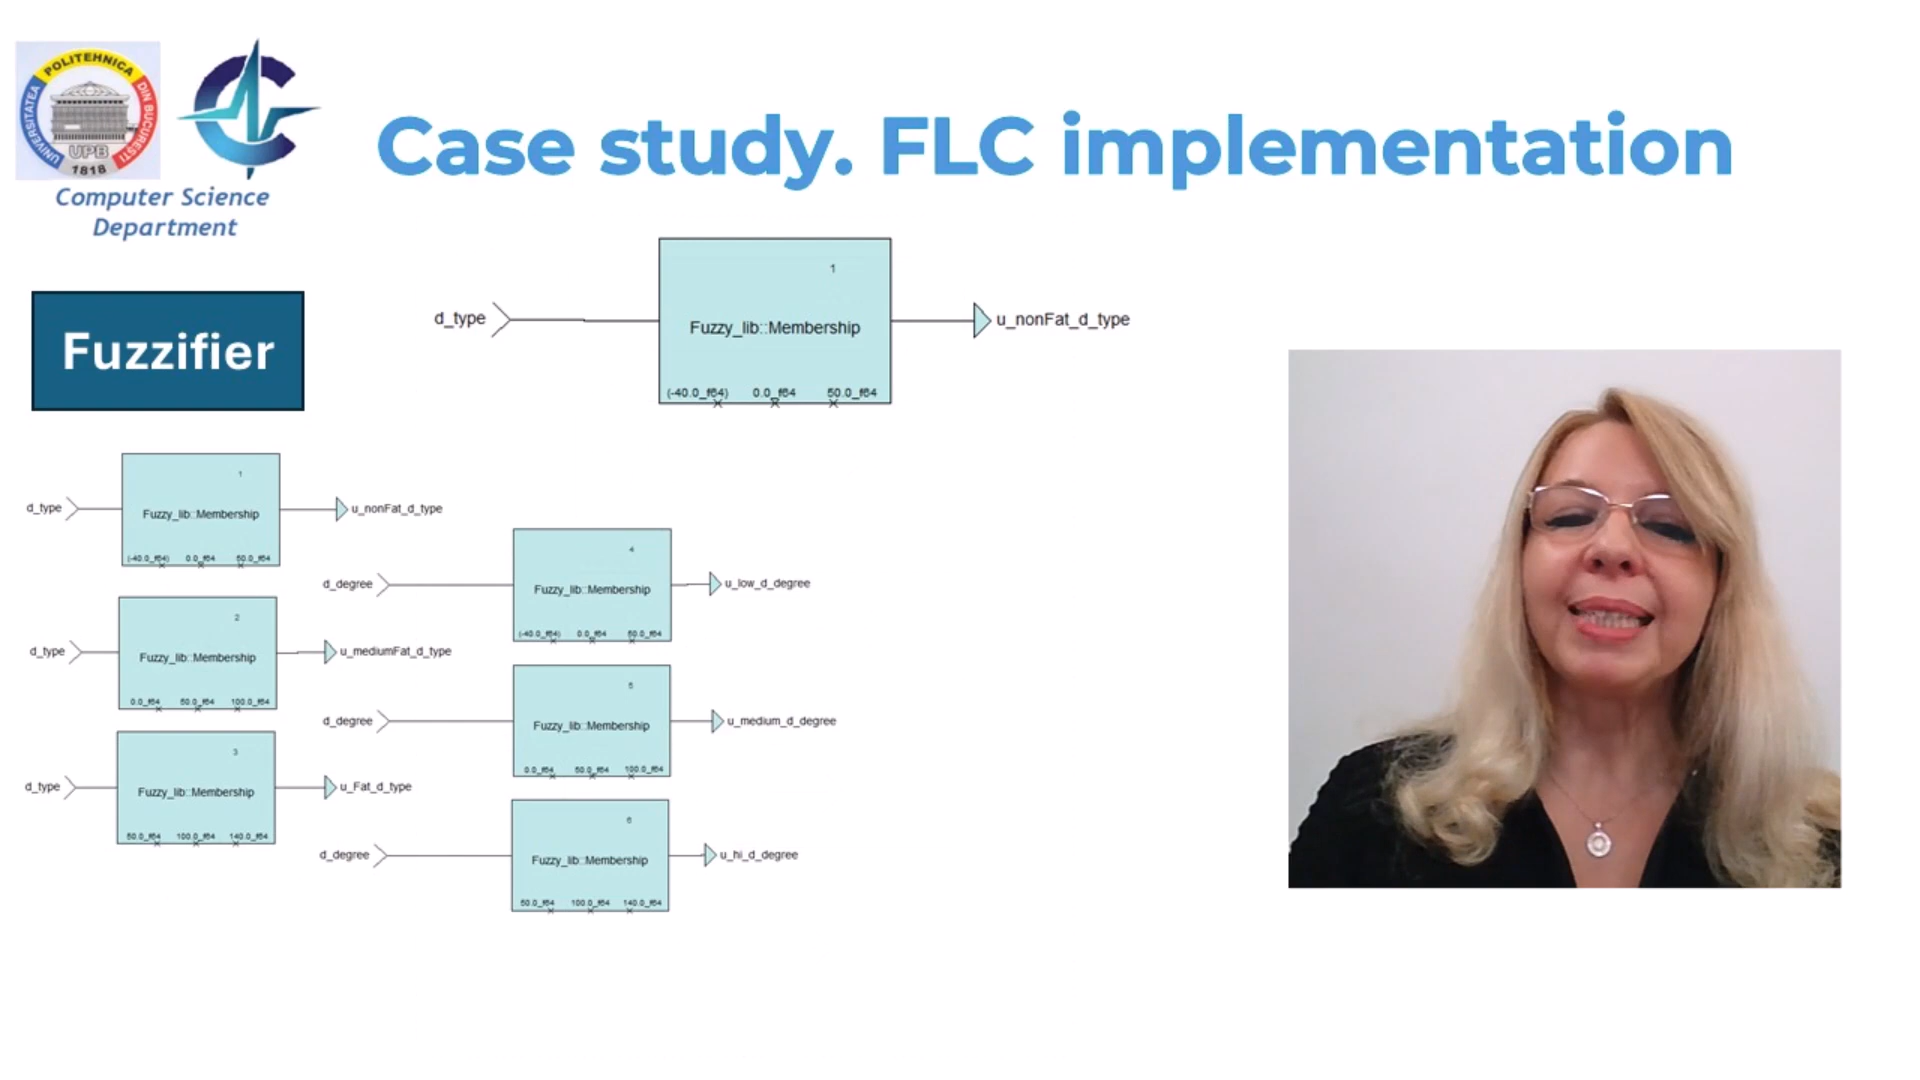 UNIVERSITATEA POLITEHNICA DIN BUCURESTI
UPB
1818
Computer Science
Department
Case study. FLC implementation
Fuzzifier
d_type
1
Fuzzy_lib::Membership
(-40.0_f64) 0.0_f64 50.0_f64
u_nonFat_d_type
d_type
1
Fuzzy_lib::Membership
(-40.0_f64) 0.0_f64 50.0_f64
u_nonFat_d_type
d_type
2
Fuzzy_lib::Membership
0.0_f64 50.0_f64 100.0_f64
u_mediumFat_d_type
d_type
3
Fuzzy_lib::Membership
50.0_f64 100.0_f64 140.0_f64
u_Fat_d_type
d_degree
4
Fuzzy_lib::Membership
(-40.0_f64) 0.0_f64 50.0_f64
u_low_d_degree
d_degree
5
Fuzzy_lib::Membership
0.0_f64 50.0_f64 100.0_f64
u_medium_d_degree
d_degree
6
Fuzzy_lib::Membership
50.0_f64 100.0_f64 140.0_f64
u_hi_d_degree